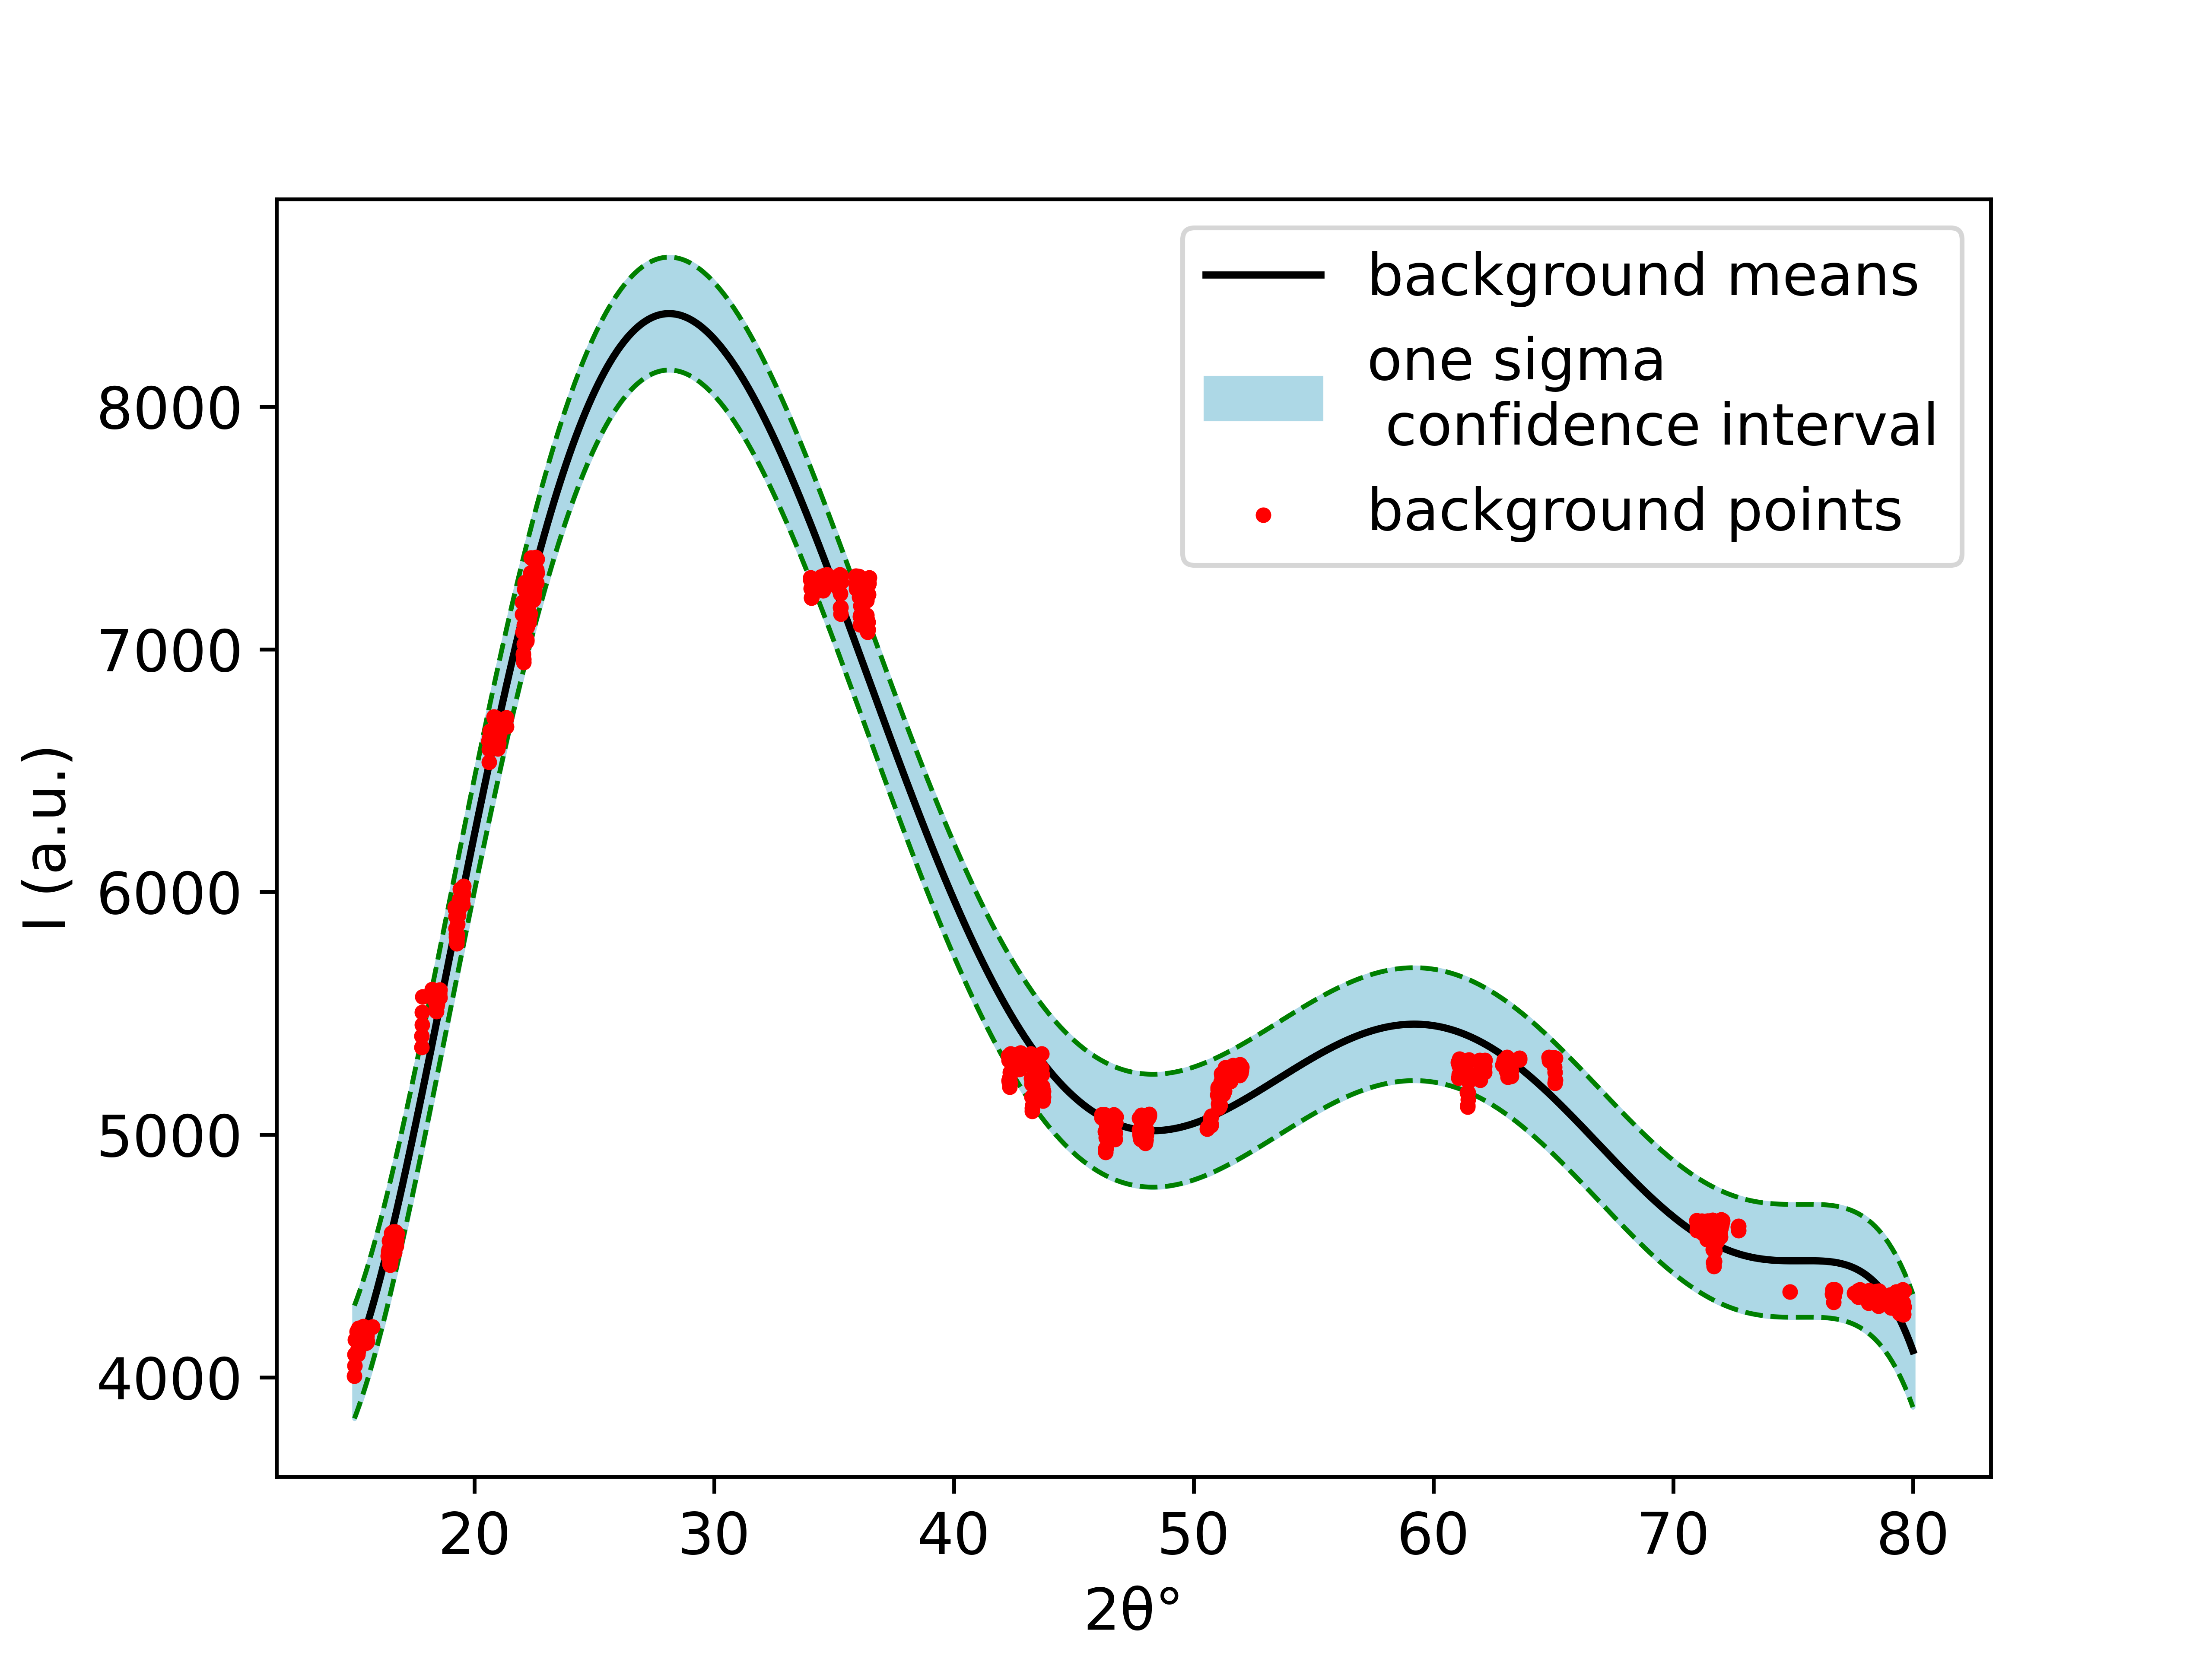 background means
one sigma
confidence interval
background points
8000
7000
6000
5000
4000
I (a.u.)
20 30 40 50 60 70 80
2θ°